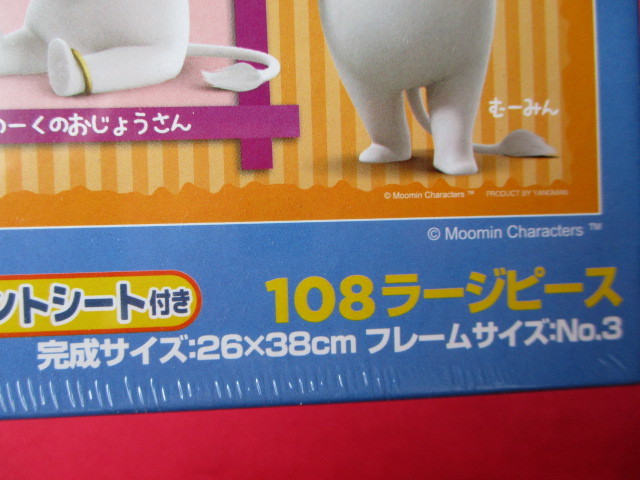 のーくのおじょうさん
むーみん
© Moomin Characters ™ PRODUCT BY YANOMAN
© Moomin Characters ™
ントシート付き
108ラージピース
完成サイズ:26×38cm フレームサイズ:No.3